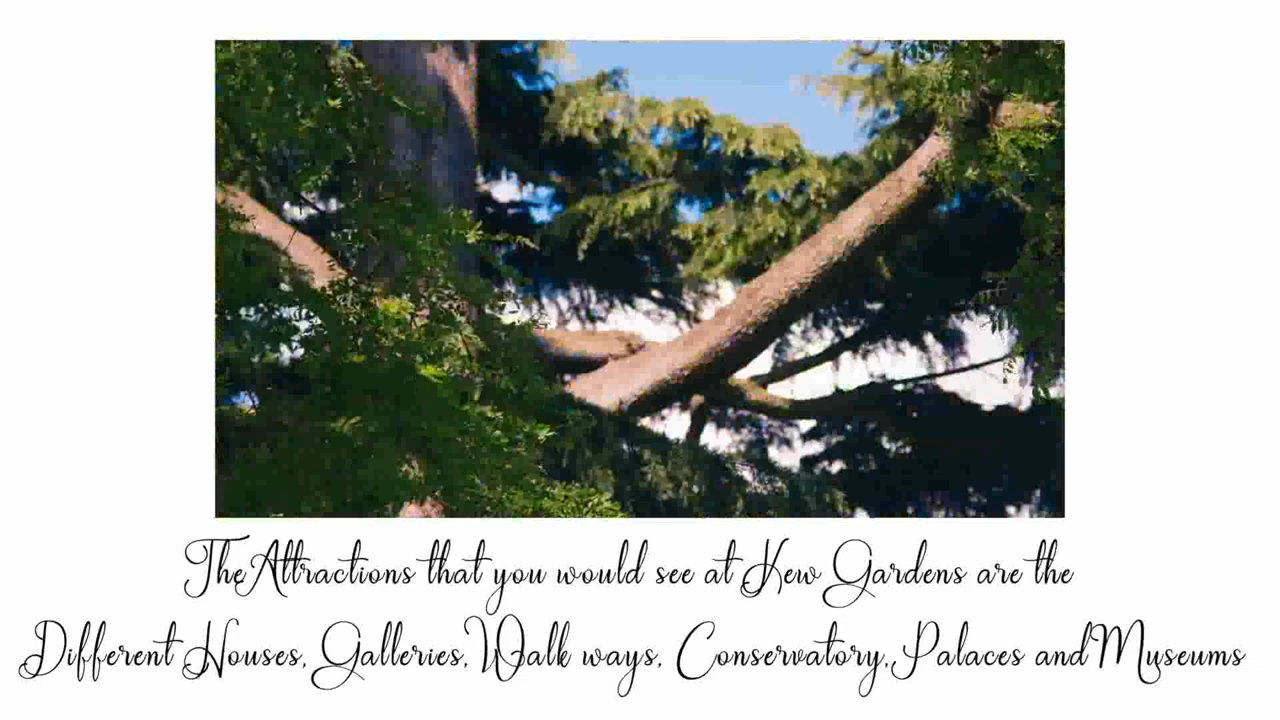 The Attractions that you would see at Kew Gardens are the
Different Houses, Galleries, Walk ways, Conservatory, Palaces and Museums